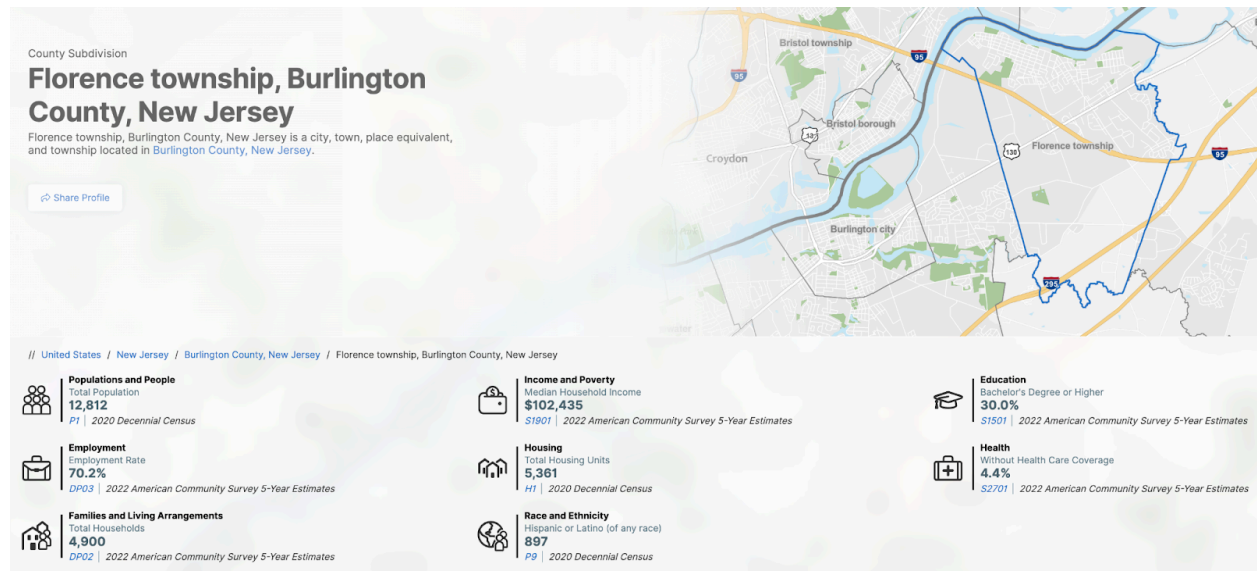 County Subdivision
Florence township, Burlington
County, New Jersey
Florence township, Burlington County, New Jersey is a city, town, place equivalent,
and township located in Burlington County, New Jersey.
Share Profile
Bristol township
95
95
13
Bristol borough
Croydon
130
Florence township
95
Burlington city
295
// United States / New Jersey / Burlington County, New Jersey / Florence township, Burlington County, New Jersey
Populations and People
Total Population
12,812
P1 | 2020 Decennial Census
Income and Poverty
Median Household Income
$102,435
S1901 | 2022 American Community Survey 5-Year Estimates
Education
Bachelor's Degree or Higher
30.0%
S1501 | 2022 American Community Survey 5-Year Estimates
Employment
Employment Rate
70.2%
DP03 | 2022 American Community Survey 5-Year Estimates
Housing
Total Housing Units
5,361
H1 | 2020 Decennial Census
Health
Without Health Care Coverage
4.4%
S2701 | 2022 American Community Survey 5-Year Estimates
Families and Living Arrangements
Total Households
4,900
DP02 | 2022 American Community Survey 5-Year Estimates
Race and Ethnicity
Hispanic or Latino (of any race)
897
P9 | 2020 Decennial Census